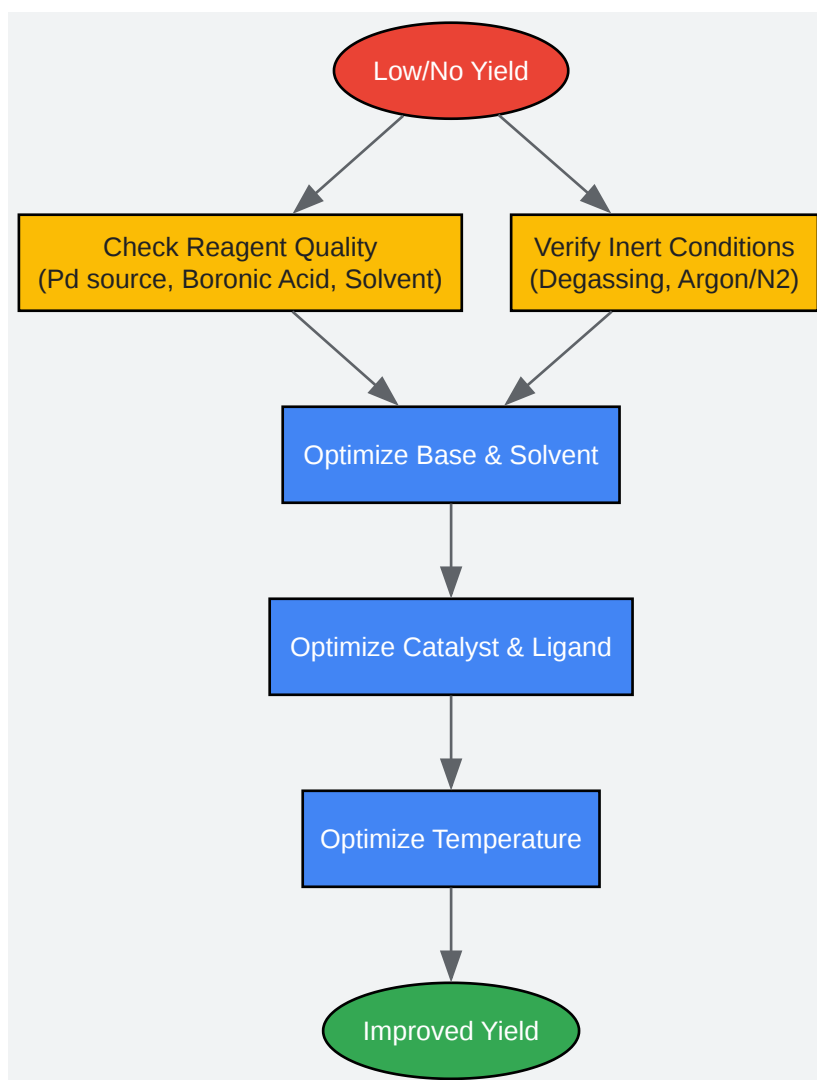 Low/No Yield
Check Reagent Quality
(Pd source, Boronic Acid, Solvent)
Verify Inert Conditions
(Degassing, Argon/N2)
Optimize Base & Solvent
Optimize Catalyst & Ligand
Optimize Temperature
Improved Yield